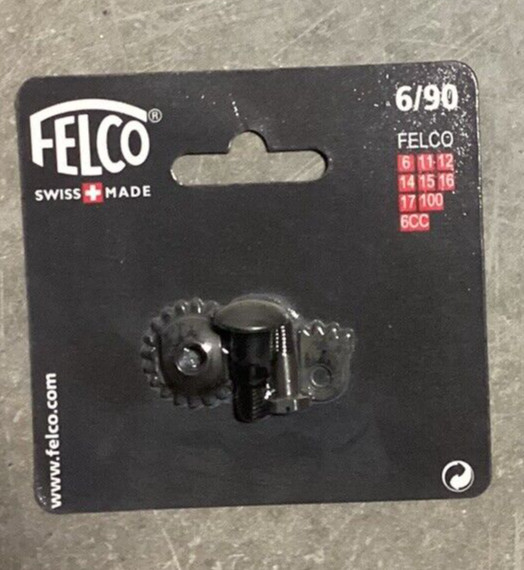 FELCO®
SWISS MADE
6/90
FELCO
6 11 12
14 15 16
17 100
6CC
www.felco.com